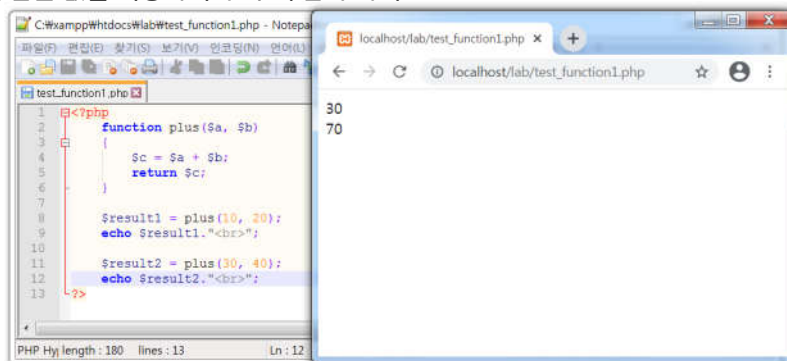 C:₩xampp₩htdocs₩lab₩test_function1.php - Notepa
파일(F) 편집(E) 찾기(S) 보기(V) 인코딩(N) 언어(L)
test_function1.php
1 <?php
2 function plus($a, $b)
3 {
4 $c = $a + $b;
5 return $c;
6 }
7
8 $result1 = plus(10, 20);
9 echo $result1."<br>";
10
11 $result2 = plus(30, 40);
12 echo $result2."<br>";
13 ?>
PHP Hy length : 180 lines : 13 Ln : 12
localhost/lab/test_function1.php
localhost/lab/test_function1.php
30
70